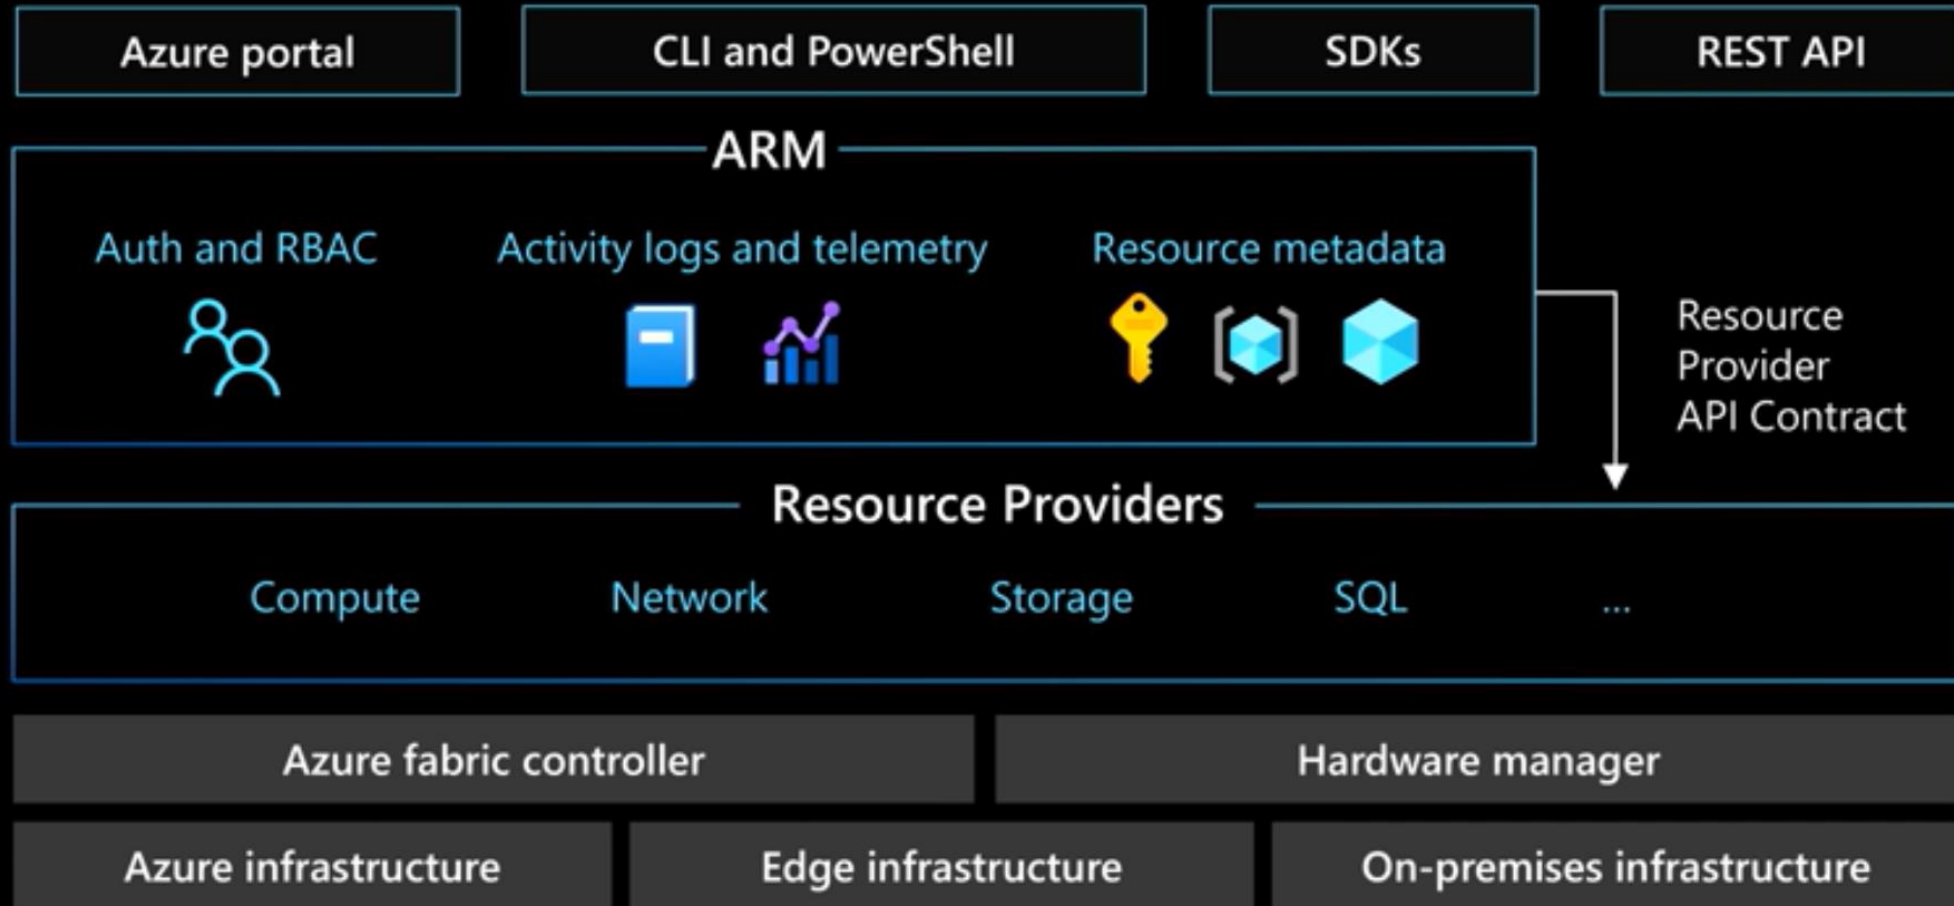 Azure portal
CLI and PowerShell
SDKs
REST API
ARM
Auth and RBAC
Activity logs and telemetry
Resource metadata
Resource
Provider
API Contract
Resource Providers
Compute
Network
Storage
SQL
...
Azure fabric controller
Hardware manager
Azure infrastructure
Edge infrastructure
On-premises infrastructure